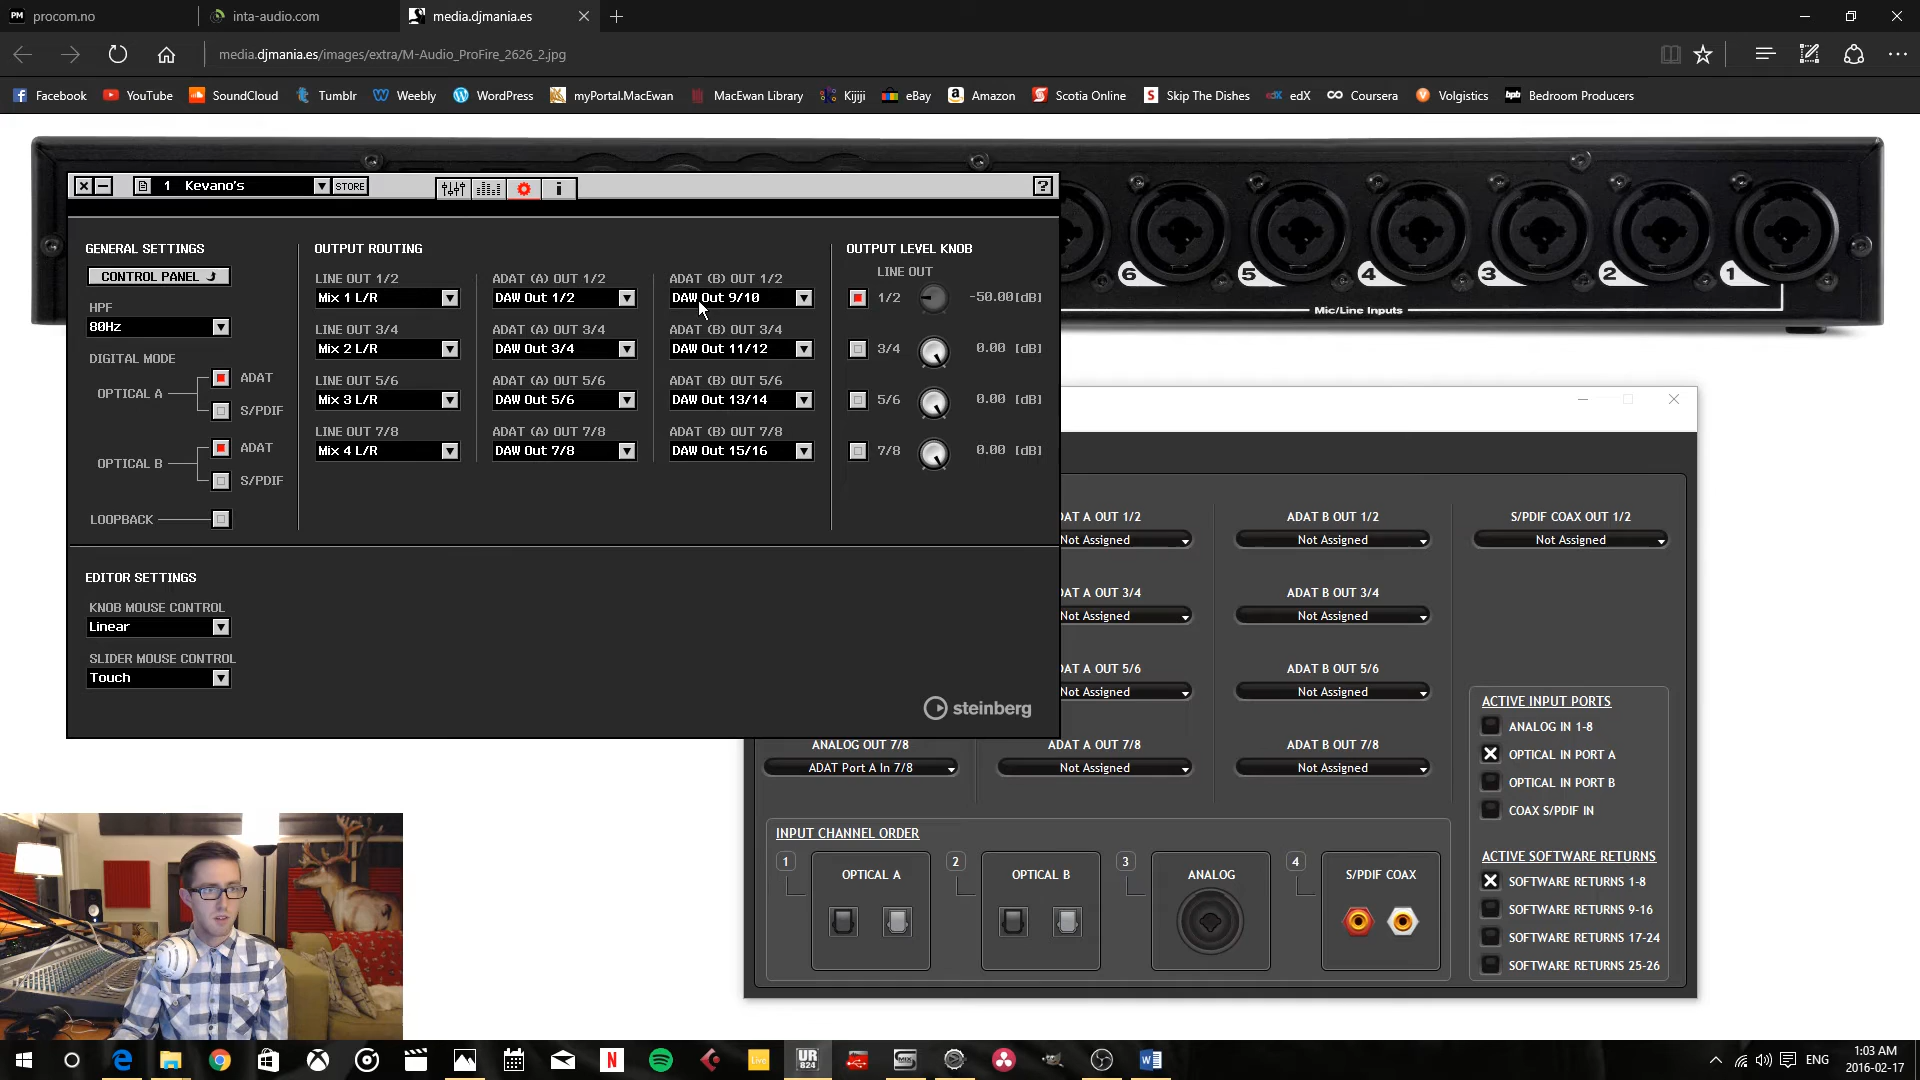 procom.no
inta-audio.com
media.djmania.es
media.djmania.es/images/extra/M-Audio_ProFire_2626_2.jpg
Facebook
YouTube
SoundCloud
Tumblr
Weebly
WordPress
myPortal.MacEwan
MacEwan Library
Kijiji
eBay
Amazon
Scotia Online
Skip The Dishes
edX
Coursera
Volgistics
Bedroom Producers
6 5 4 3 2 1
Mic/Line Inputs
1 Kevano's
STORE
i
?
GENERAL SETTINGS
CONTROL PANEL
HPF
80Hz
DIGITAL MODE
OPTICAL A
ADAT
S/PDIF
OPTICAL B
ADAT
S/PDIF
LOOPBACK
OUTPUT ROUTING
LINE OUT 1/2
Mix 1 L/R
LINE OUT 3/4
Mix 2 L/R
LINE OUT 5/6
Mix 3 L/R
LINE OUT 7/8
Mix 4 L/R
ADAT (A) OUT 1/2
DAW Out 1/2
ADAT (A) OUT 3/4
DAW Out 3/4
ADAT (A) OUT 5/6
DAW Out 5/6
ADAT (A) OUT 7/8
DAW Out 7/8
ADAT (B) OUT 1/2
DAW Out 9/10
ADAT (B) OUT 3/4
DAW Out 11/12
ADAT (B) OUT 5/6
DAW Out 13/14
ADAT (B) OUT 7/8
DAW Out 15/16
OUTPUT LEVEL KNOB
LINE OUT
1/2 -50.00[dB]
3/4 0.00 [dB]
5/6 0.00 [dB]
7/8 0.00 [dB]
EDITOR SETTINGS
KNOB MOUSE CONTROL
Linear
SLIDER MOUSE CONTROL
Touch
steinberg
ANALOG OUT 7/8
ADAT Port A In 7/8
ADAT A OUT 1/2
Not Assigned
ADAT A OUT 3/4
Not Assigned
ADAT A OUT 5/6
Not Assigned
ADAT A OUT 7/8
Not Assigned
ADAT B OUT 1/2
Not Assigned
ADAT B OUT 3/4
Not Assigned
ADAT B OUT 5/6
Not Assigned
ADAT B OUT 7/8
Not Assigned
S/PDIF COAX OUT 1/2
Not Assigned
ACTIVE INPUT PORTS
ANALOG IN 1-8
OPTICAL IN PORT A
OPTICAL IN PORT B
COAX S/PDIF IN
ACTIVE SOFTWARE RETURNS
SOFTWARE RETURNS 1-8
SOFTWARE RETURNS 9-16
SOFTWARE RETURNS 17-24
SOFTWARE RETURNS 25-26
INPUT CHANNEL ORDER
1
OPTICAL A
2
OPTICAL B
3
ANALOG
4
S/PDIF COAX
UR
824
ENG
1:03 AM
2016-02-17